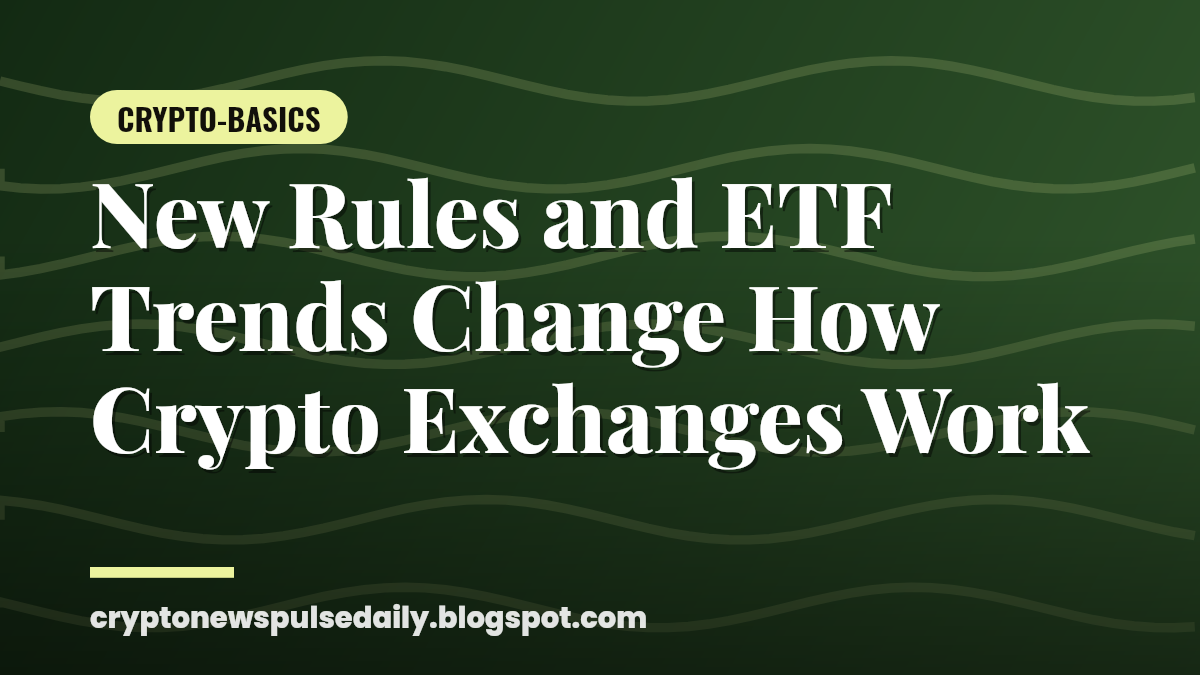 CRYPTO-BASICS
New Rules and ETF
Trends Change How
Crypto Exchanges Work
cryptonewspulsedaily.blogspot.com